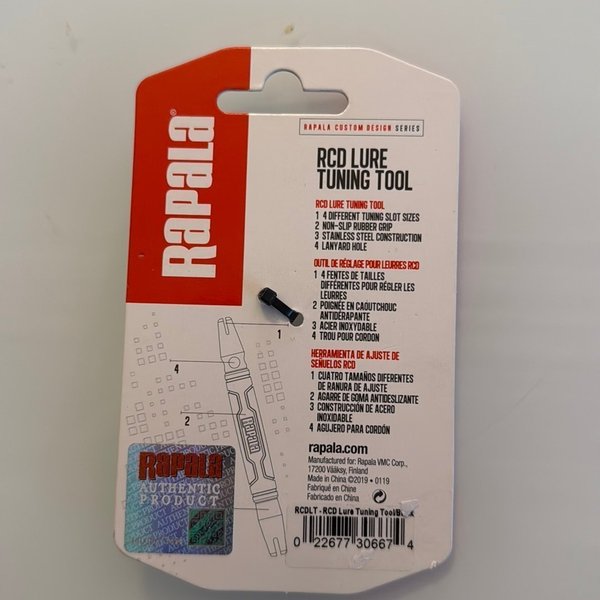 RAPALA®
RAPALA CUSTOM DESIGN SERIES
RCD LURE
TUNING TOOL
RCD LURE TUNING TOOL
1 4 DIFFERENT TUNING SLOT SIZES
2 NON-SLIP RUBBER GRIP
3 STAINLESS STEEL CONSTRUCTION
4 LANYARD HOLE
OUTIL DE RÉGLAGE POUR LEURRES RCD
1 4 FENTES DE TAILLES
DIFFÉRENTES POUR RÉGLER LES
LEURRES
2 POIGNÉE EN CAOUTCHOUC
ANTIDÉRAPANTE
3 ACIER INOXYDABLE
4 TROU POUR CORDON
HERRAMIENTA DE AJUSTE DE
SEÑUELOS RCD
1 CUATRO TAMAÑOS DIFERENTES
DE RANURA DE AJUSTE
2 AGARRE DE GOMA ANTIDESLIZANTE
3 CONSTRUCCIÓN DE ACERO
INOXIDABLE
4 AGUJERO PARA CORDÓN
1
4
2
RAPALA
rapala.com
Manufactured for: Rapala VMC Corp.,
17200 Vääksy, Finland
Made in China ©2019 • 0119
Fabriqué en Chine
Fabricado en China
RAPALA
AUTHENTIC
PRODUCT
RCDLT - RCD Lure Tuning Tool
0 22677 30667 4